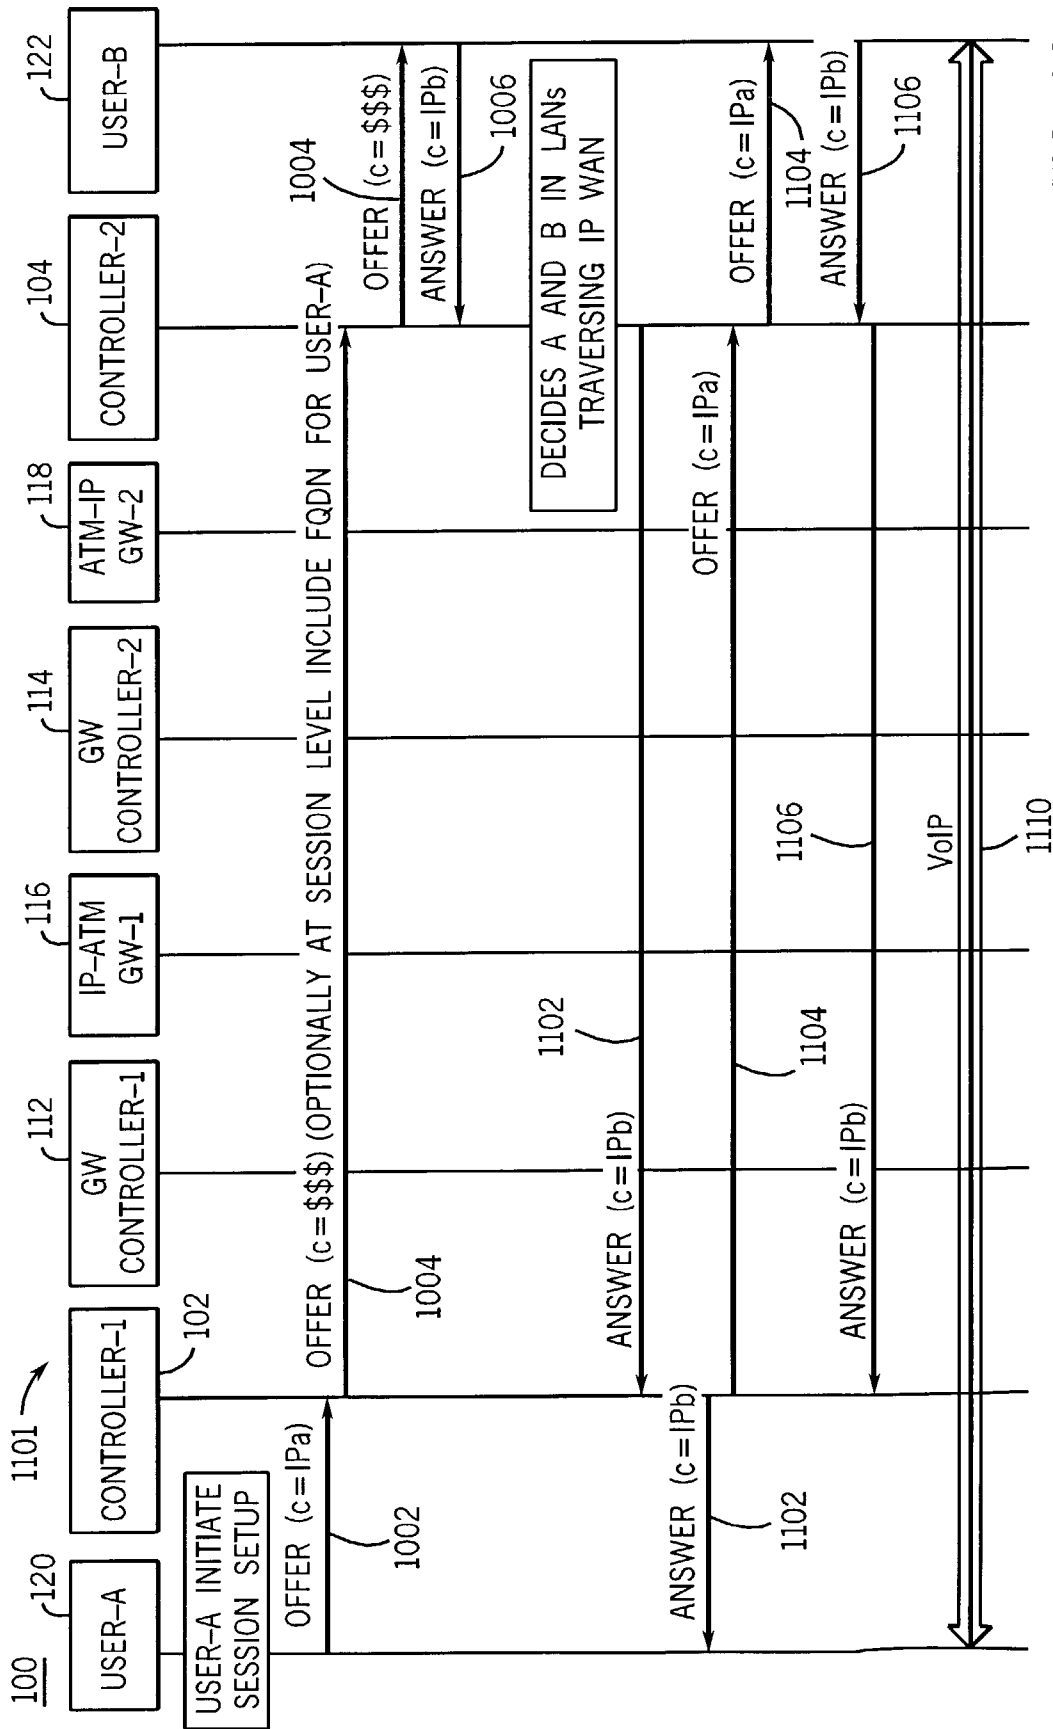 100
1101
120
USER-A
CONTROLLER-1
102
112
GW
CONTROLLER-1
116
IP-ATM
GW-1
114
GW
CONTROLLER-2
118
ATM-IP
GW-2
104
CONTROLLER-2
122
USER-B
USER-A INITIATE
SESSION SETUP
OFFER (c=IPa)
1002
OFFER (c=$$$) (OPTIONALLY AT SESSION LEVEL INCLUDE FQDN FOR USER-A)
1004
OFFER (c=$$$)
1004
ANSWER (c=IPb)
1006
DECIDES A AND B IN LANs
TRAVERSING IP WAN
ANSWER (c=IPb)
1102
ANSWER (c=IPb)
1102
OFFER (c=IPa)
1104
OFFER (c=IPa)
1104
ANSWER (c=IPb)
1106
ANSWER (c=IPb)
1106
VoIP
1110